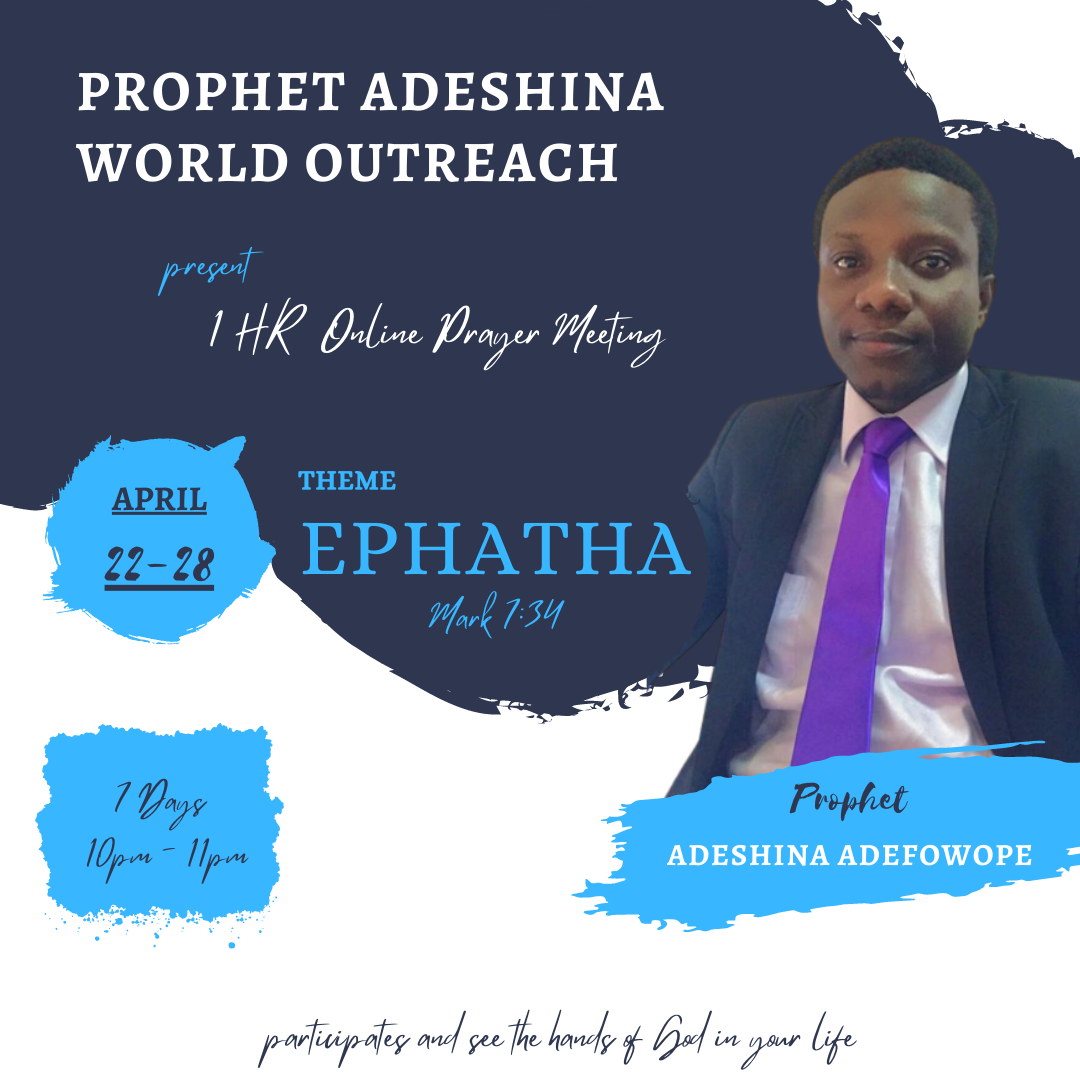 PROPHET ADESHINA
WORLD OUTREACH
present
1 HR Online Prayer Meeting
APRIL
22-28
THEME
EPHATHA
Mark 7:34
7 Days
10pm - 11pm
Prophet
ADESHINA ADEFOWOPE
participates and see the hands of God in your life